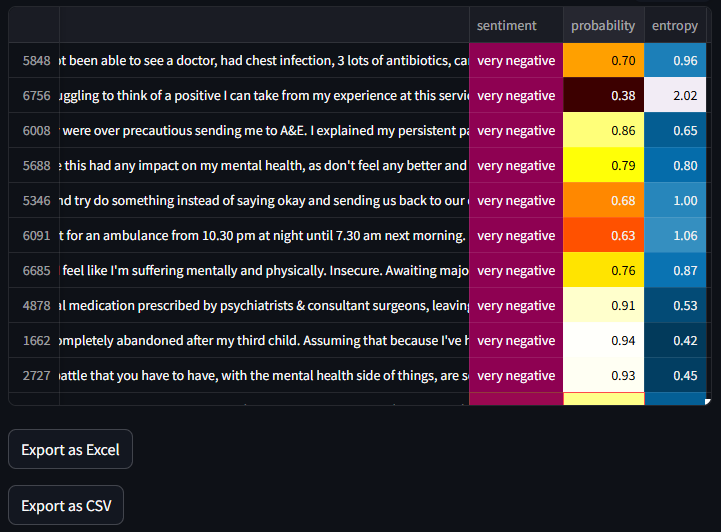 sentiment probability entropy
5848 ot been able to see a doctor, had chest infection, 3 lots of antibiotics, ca very negative 0.70 0.96
6756 uggling to think of a positive I can take from my experience at this servi very negative 0.38 2.02
6008 were over precautious sending me to A&E. I explained my persistent pa very negative 0.86 0.65
5688 e this had any impact on my mental health, as don't feel any better and very negative 0.79 0.80
5346 nd try do something instead of saying okay and sending us back to our very negative 0.68 1.00
6091 t for an ambulance from 10.30 pm at night until 7.30 am next morning. very negative 0.63 1.06
6685 feel like I'm suffering mentally and physically. Insecure. Awaiting majo very negative 0.76 0.87
4878 al medication prescribed by psychiatrists & consultant surgeons, leaving very negative 0.91 0.53
1662 ompletely abandoned after my third child. Assuming that because I've h very negative 0.94 0.42
2727 attle that you have to have, with the mental health side of things, are s very negative 0.93 0.45
Export as Excel
Export as CSV